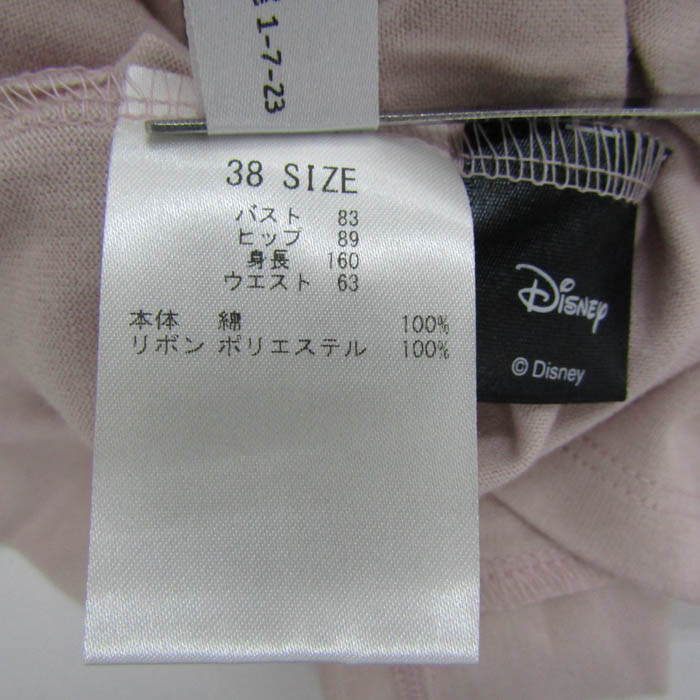 1-7-23
38 SIZE
バスト 83
ヒップ 89
身長 160
ウエスト 63
本体 綿 100%
リボン ポリエステル 100%
Disney
© Disney